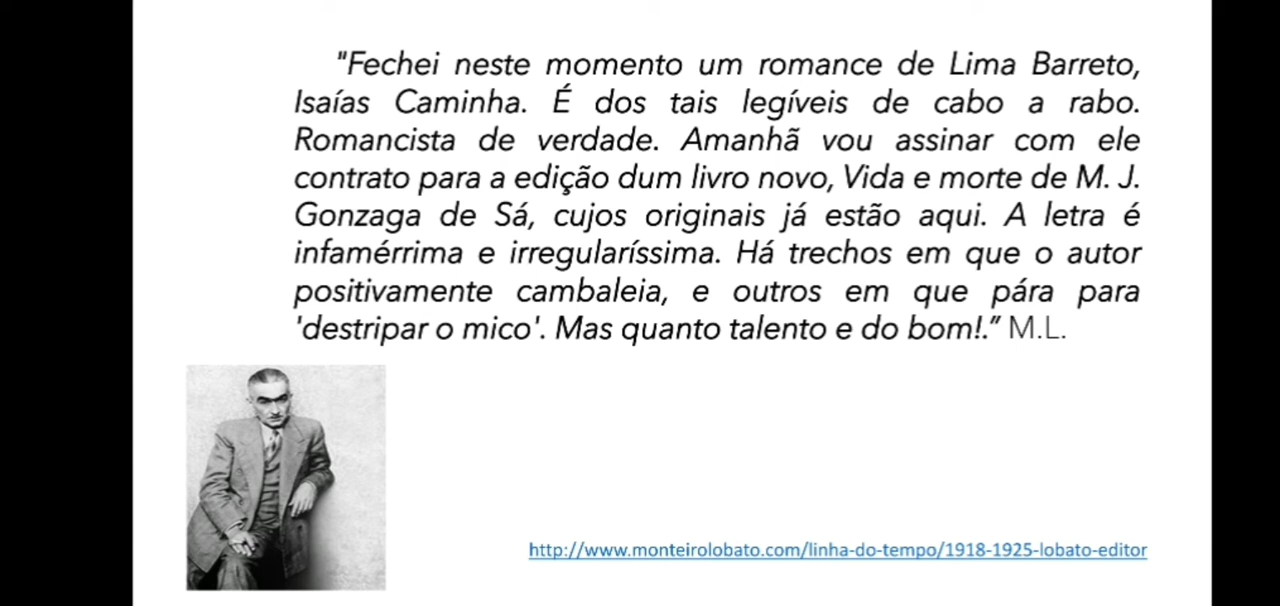 "Fechei neste momento um romance de Lima Barreto,
Isaías Caminha. É dos tais legíveis de cabo a rabo.
Romancista de verdade. Amanhã vou assinar com ele
contrato para a edição dum livro novo, Vida e morte de M. J.
Gonzaga de Sá, cujos originais já estão aqui. A letra é
infamérrima e irregularíssima. Há trechos em que o autor
positivamente cambaleia, e outros em que pára para
'destripar o mico'. Mas quanto talento e do bom!.” M.L.
http://www.monteirolobato.com/linha-do-tempo/1918-1925-lobato-editor